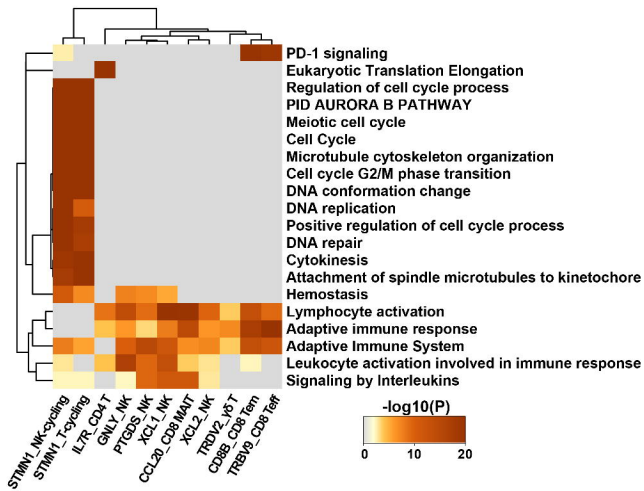 PD-1 signaling
Eukaryotic Translation Elongation
Regulation of cell cycle process
PID AURORA B PATHWAY
Meiotic cell cycle
Cell Cycle
Microtubule cytoskeleton organization
Cell cycle G2/M phase transition
DNA conformation change
DNA replication
Positive regulation of cell cycle process
DNA repair
Cytokinesis
Attachment of spindle microtubules to kinetochore
Hemostasis
Lymphocyte activation
Adaptive immune response
Adaptive Immune System
Leukocyte activation involved in immune response
Signaling by Interleukins
STMN1_NK-cycling
STMN1_T-cycling
IL7R_CD4 T
GNLY_NK
PTGDS_NK
XCL1_NK
CCL20_CD8 MAIT
XCL2_NK
TRDV2_γδ T
CD8B_CD8 Tem
TRBV9_CD8 Teff
-log10(P)
0 10 20